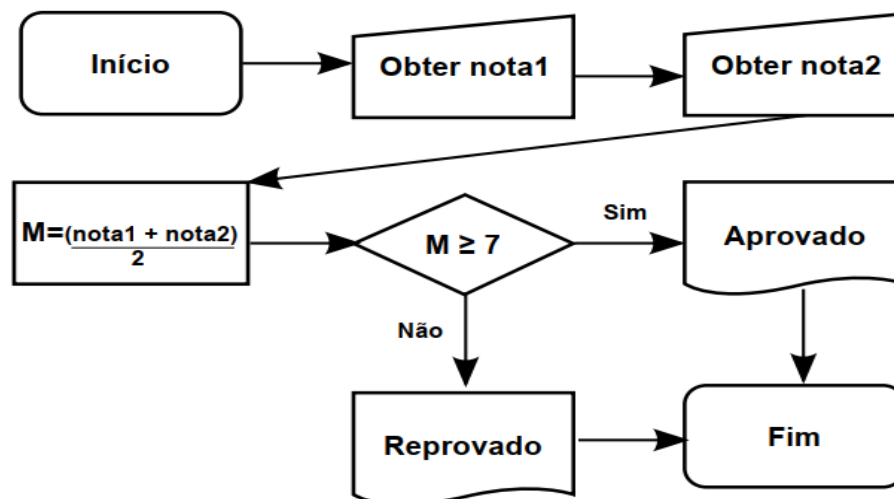 Início
Obter nota1
Obter nota2
M=(nota1 + nota2)
2
M ≥ 7
Sim
Aprovado
Não
Reprovado
Fim